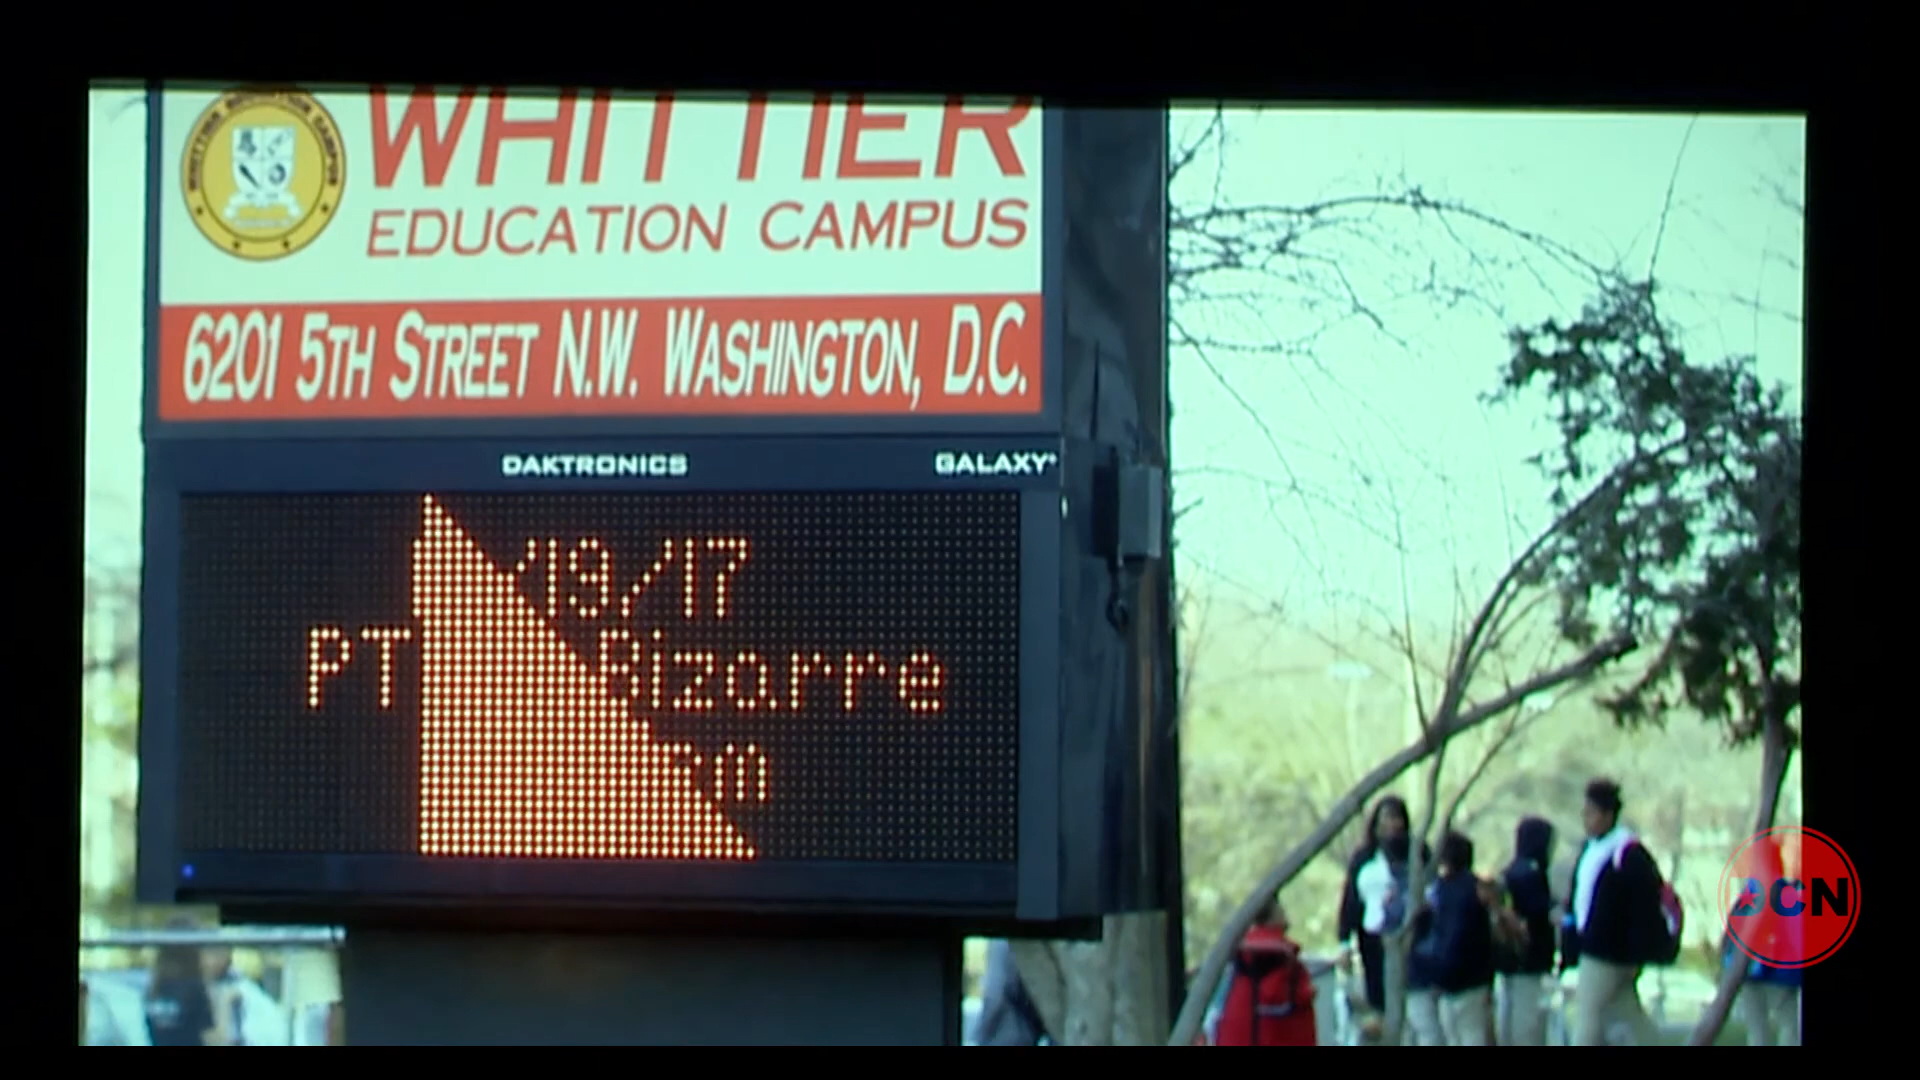 WHITTIER
EDUCATION CAMPUS
6201 5TH STREET N.W. WASHINGTON, D.C.
DAKTRONICS GALAXY
/19/17
PT Bizarre
DCN